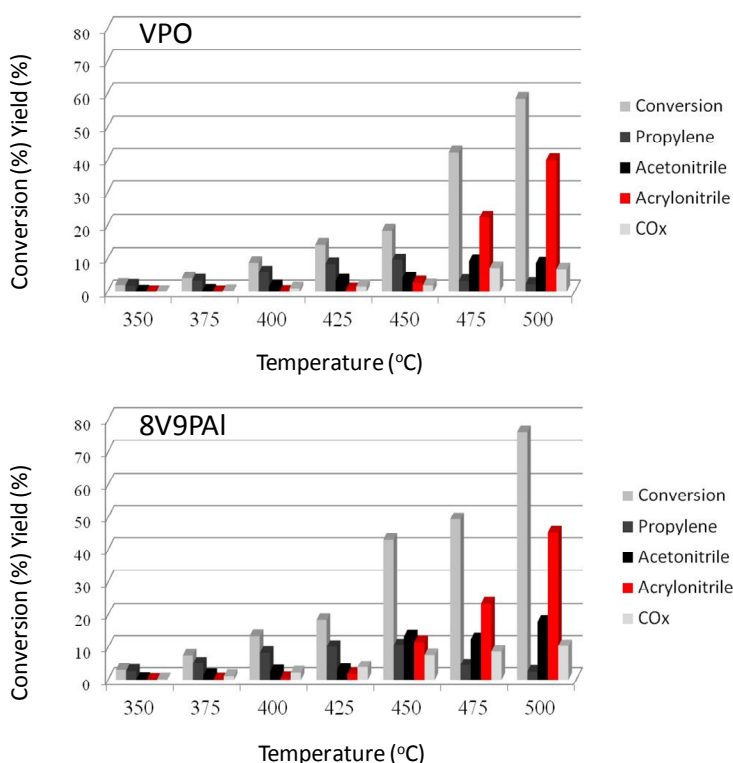 VPO
Conversion (%) Yield (%)
80
70
60
50
40
30
20
10
0
350 375 400 425 450 475 500
Temperature (°C)
Conversion
Propylene
Acetonitrile
Acrylonitrile
COx
8V9PAl
Conversion (%) Yield (%)
80
70
60
50
40
30
20
10
0
350 375 400 425 450 475 500
Temperature (°C)
Conversion
Propylene
Acetonitrile
Acrylonitrile
COx